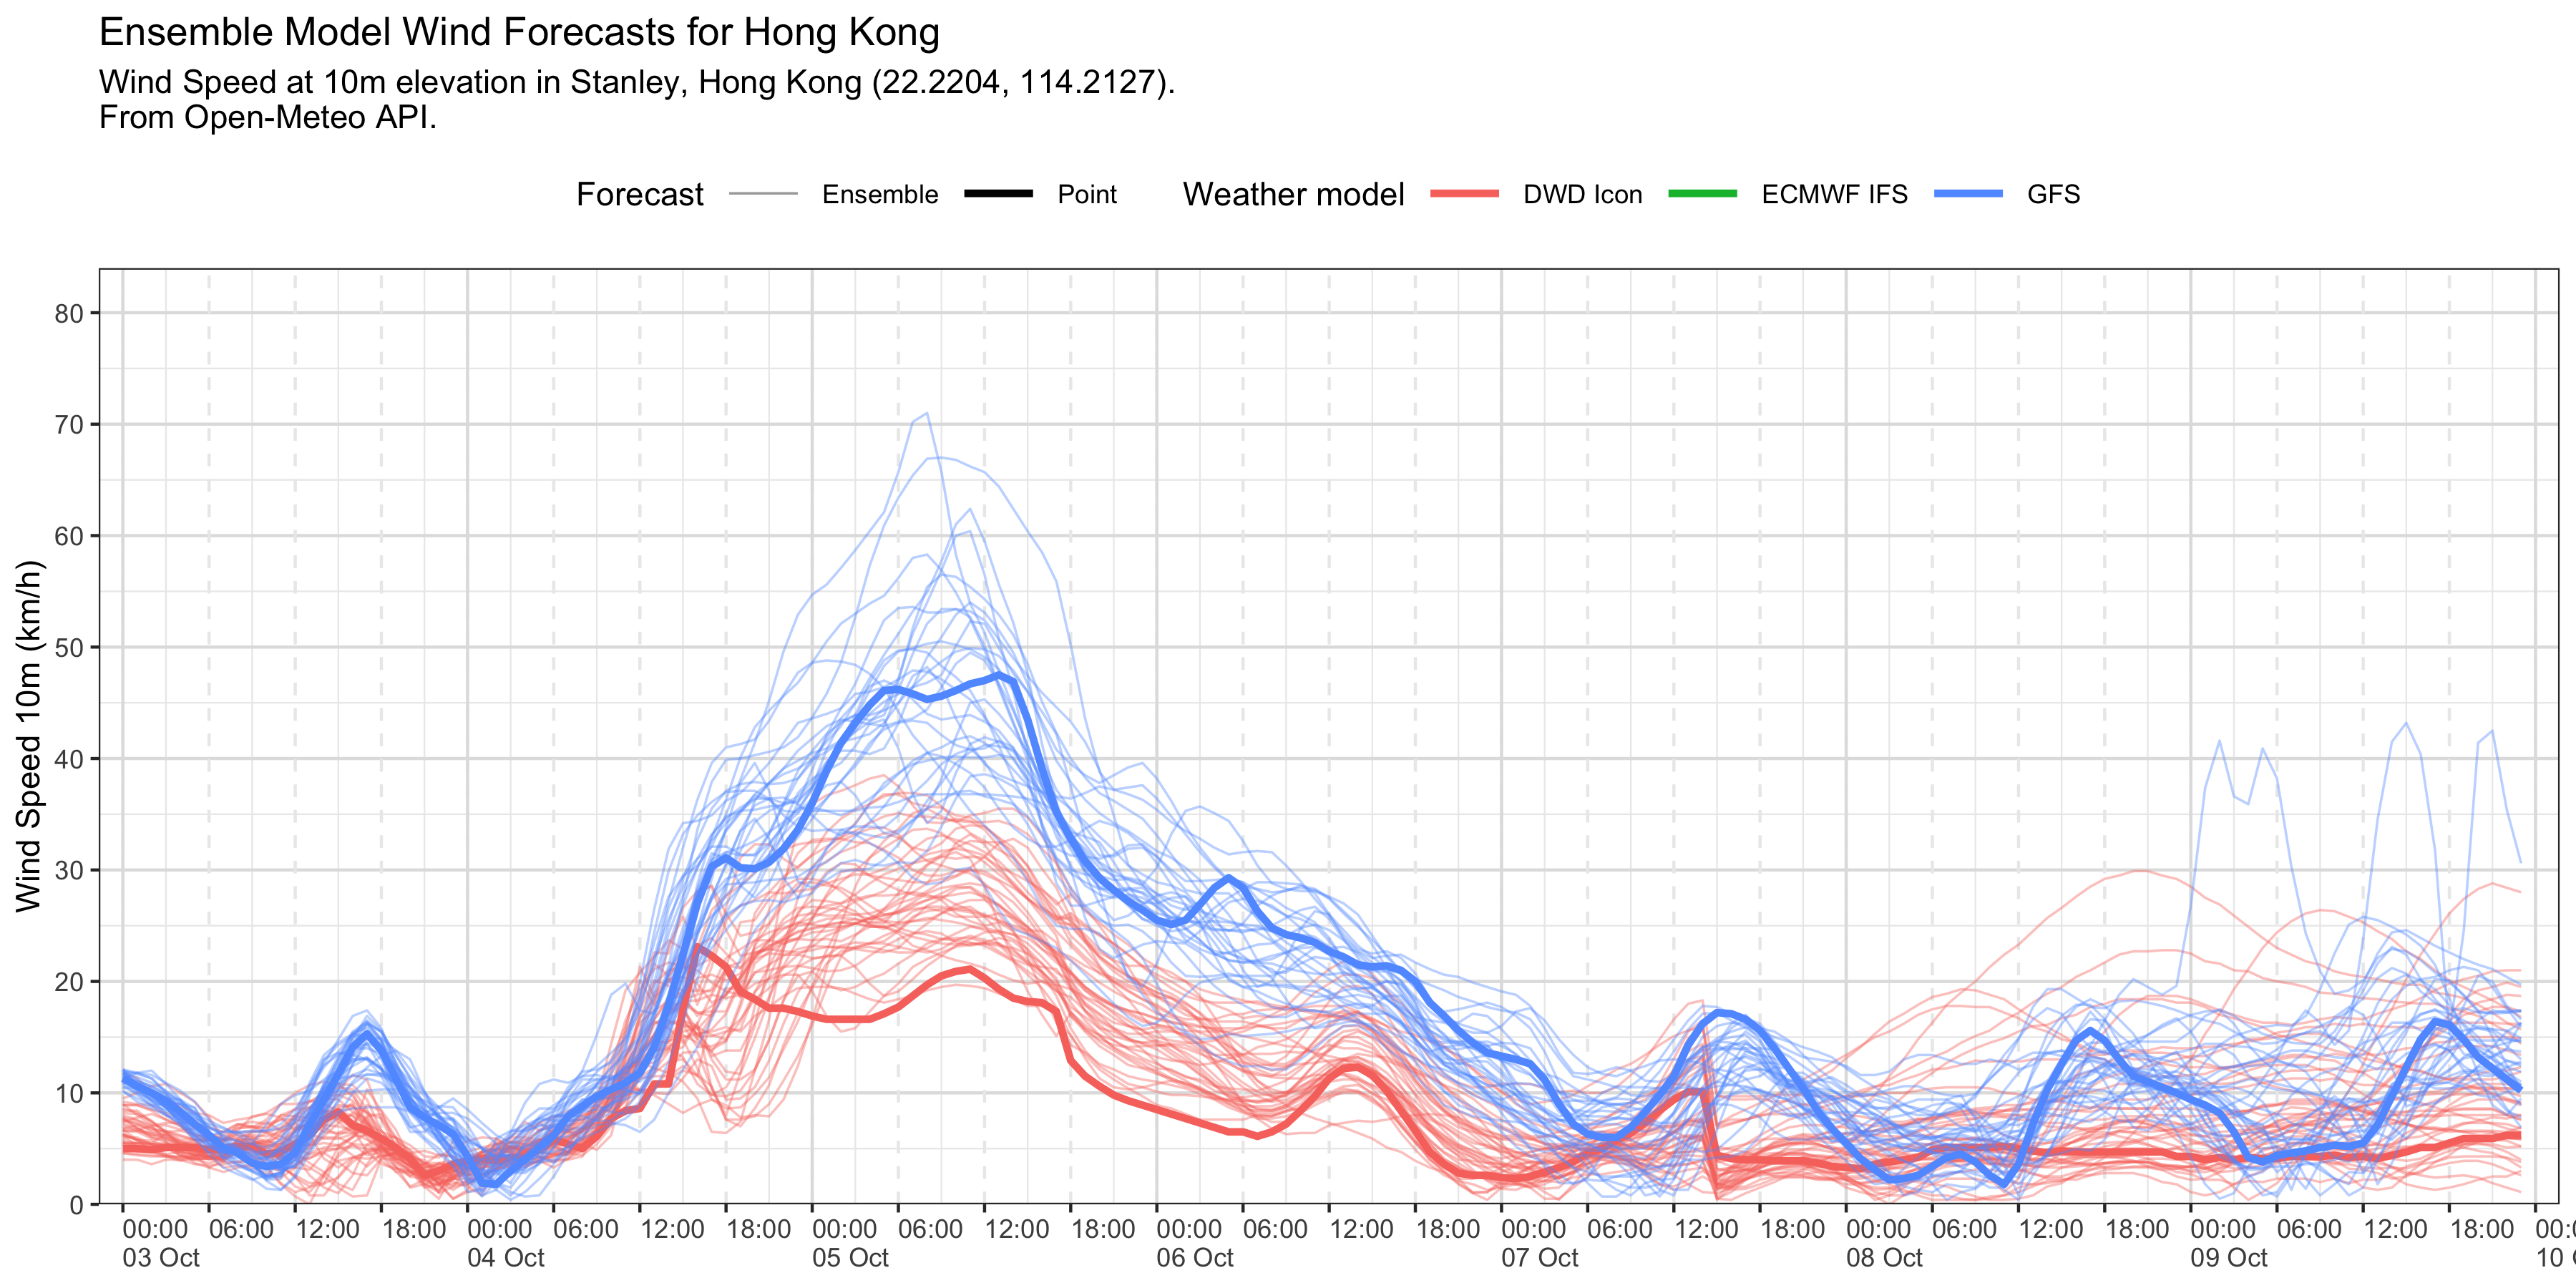 Ensemble Model Wind Forecasts for Hong Kong
Wind Speed at 10m elevation in Stanley, Hong Kong (22.2204, 114.2127).
From Open-Meteo API.
Forecast Ensemble Point Weather model DWD Icon ECMWF IFS GFS
Wind Speed 10m (km/h)
80
70
60
50
40
30
20
10
0
00:00 06:00 12:00 18:00 00:00 06:00 12:00 18:00 00:00 06:00 12:00 18:00 00:00 06:00 12:00 18:00 00:00 06:00 12:00 18:00 00:00 06:00 12:00 18:00 00:00 06:00 12:00 18:00
03 Oct 04 Oct 05 Oct 06 Oct 07 Oct 08 Oct 09 Oct 10